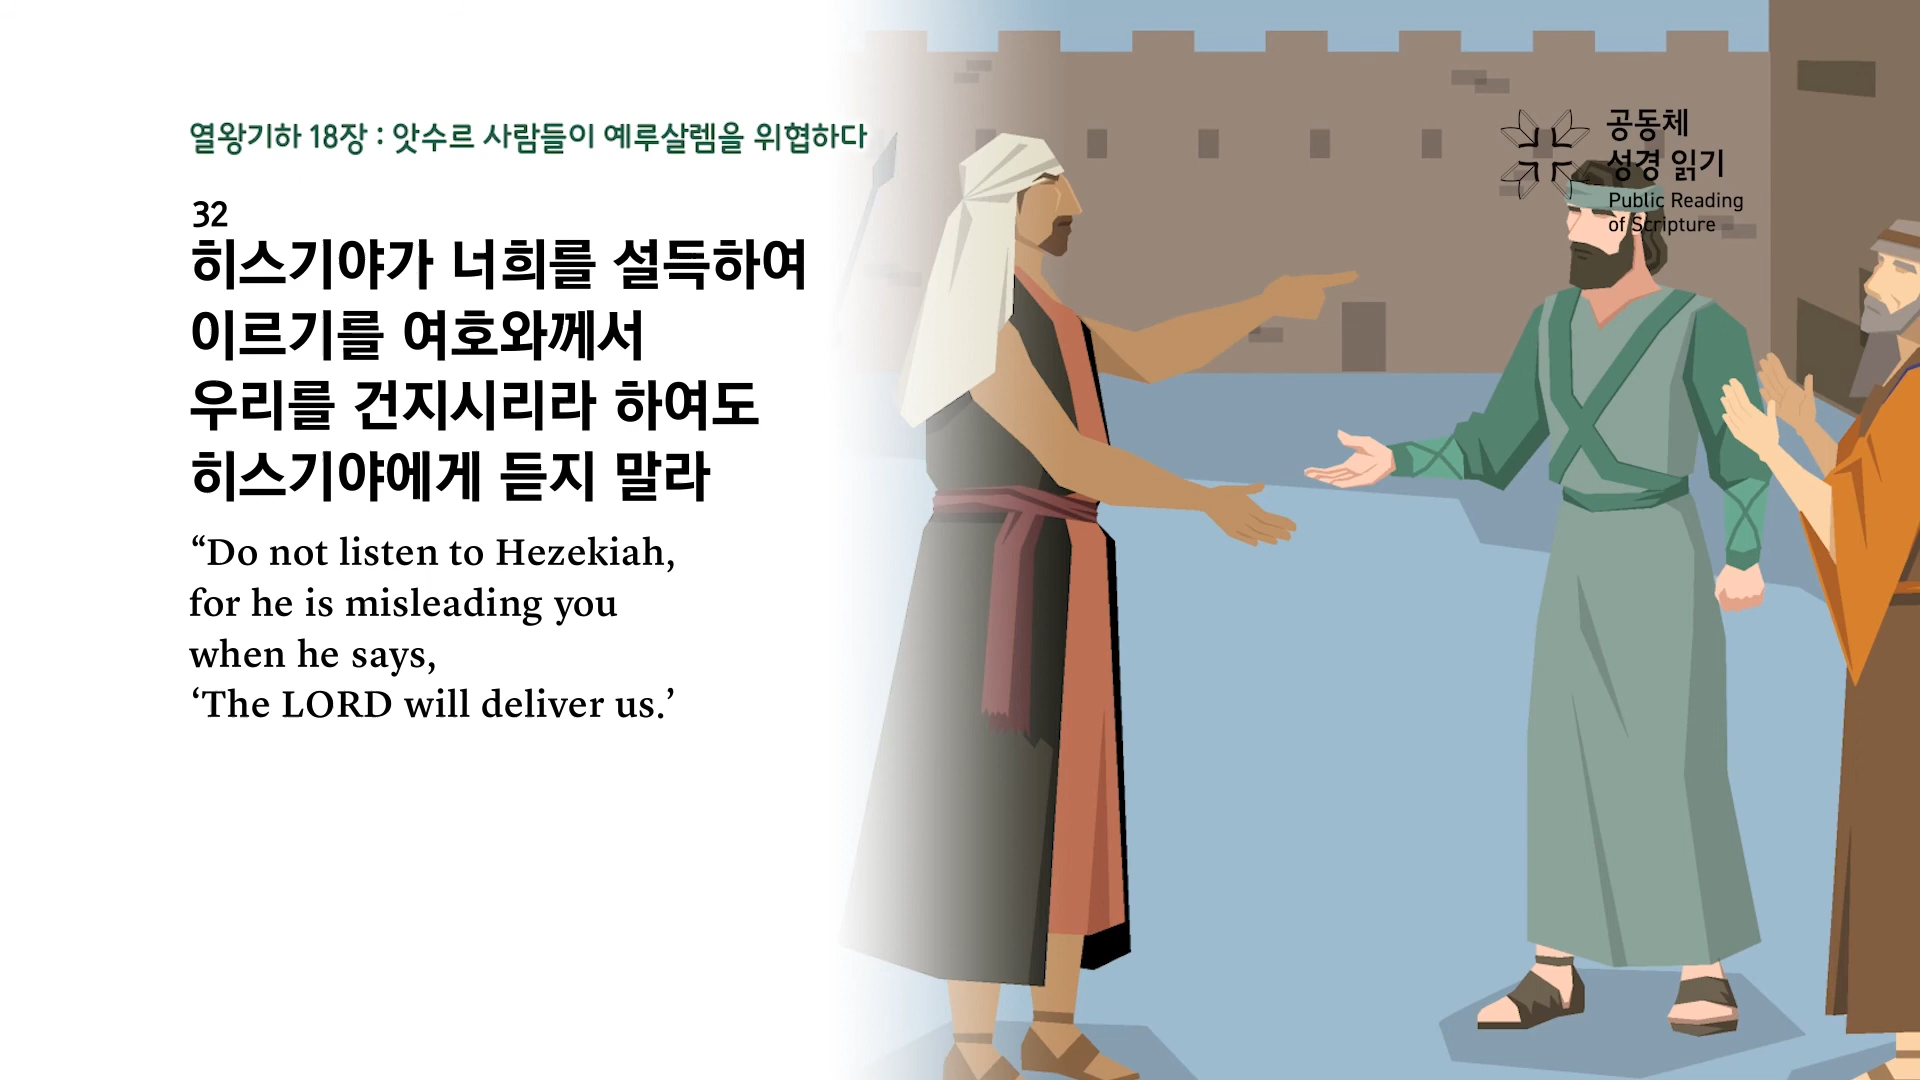 열왕기하 18장 : 앗수르 사람들이 예루살렘을 위협하다
32
히스기야가 너희를 설득하여
이르기를 여호와께서
우리를 건지시리라 하여도
히스기야에게 듣지 말라
“Do not listen to Hezekiah,
for he is misleading you
when he says,
‘The LORD will deliver us.’
공동체
성경 읽기
Public Reading
of Scripture